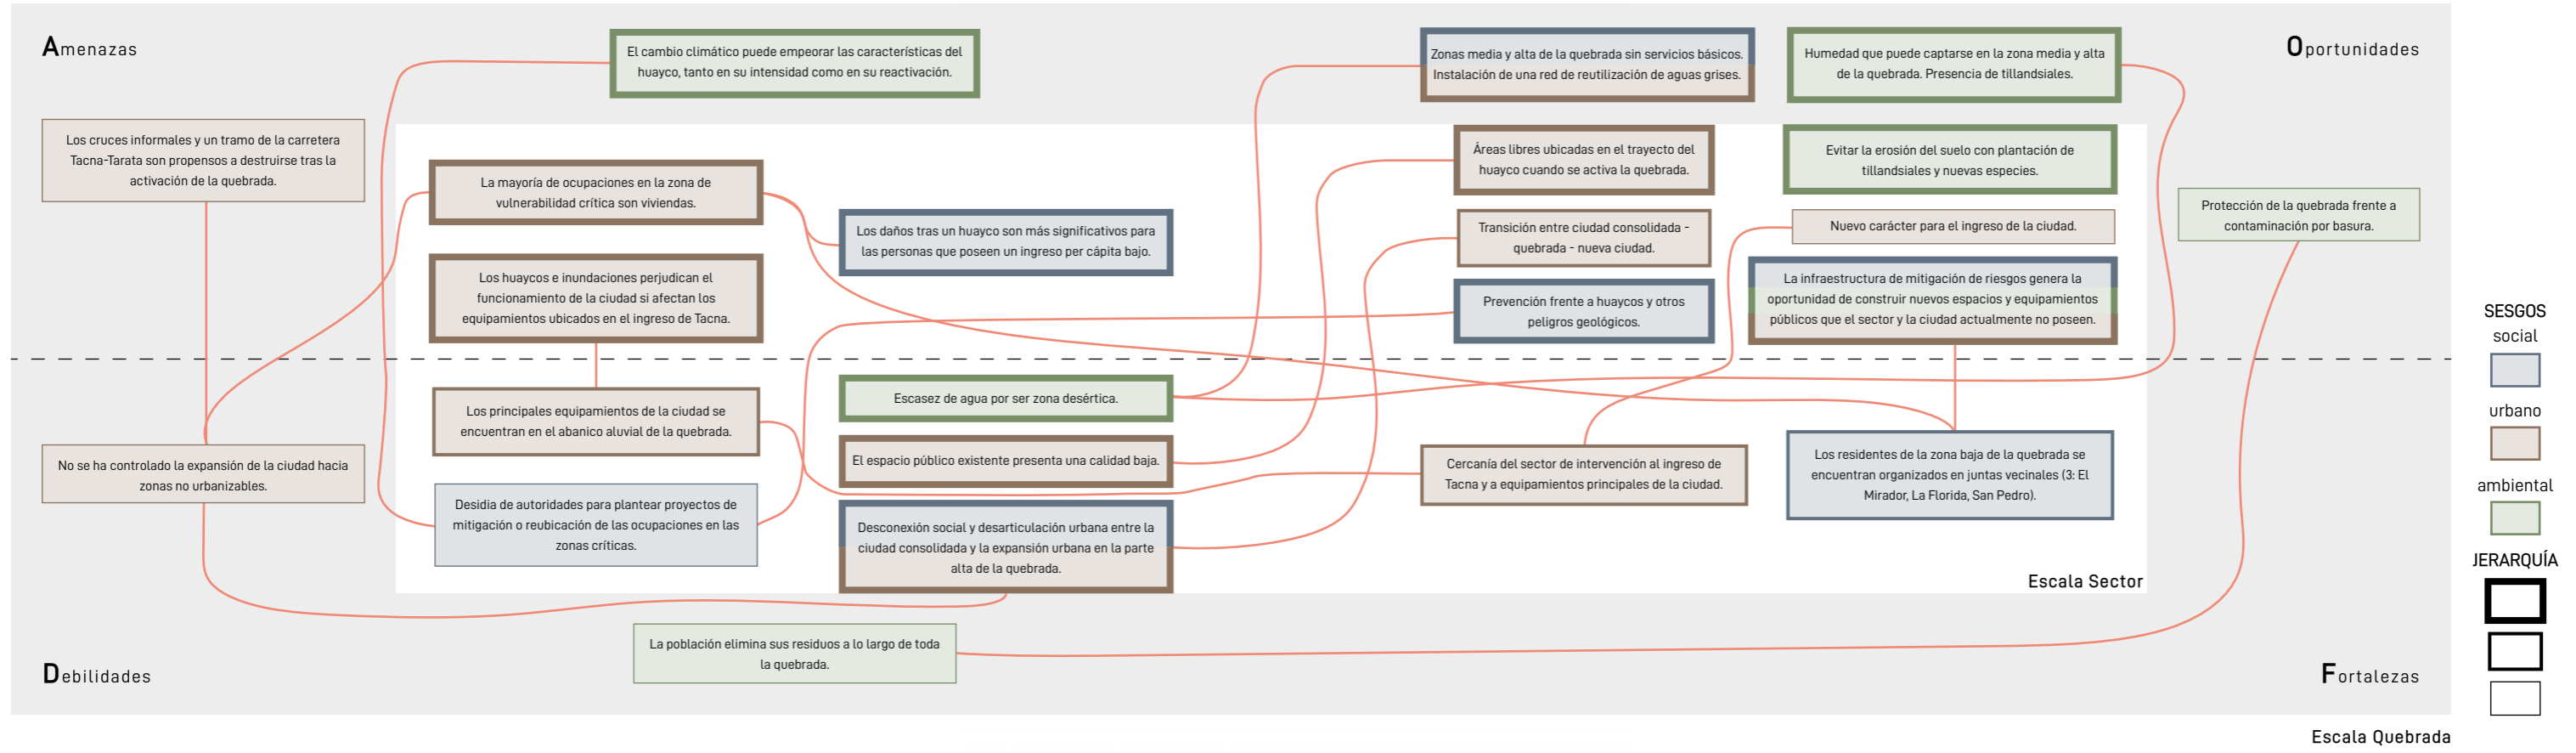 Amenazas
El cambio climático puede empeorar las características del
huayco, tanto en su intensidad como en su reactivación.
Zonas media y alta de la quebrada sin servicios básicos.
Instalación de una red de reutilización de aguas grises.
Humedad que puede captarse en la zona media y alta
de la quebrada. Presencia de tillandsiales.
Oportunidades
Los cruces informales y un tramo de la carretera
Tacna-Tarata son propensos a destruirse tras la
activación de la quebrada.
La mayoría de ocupaciones en la zona de
vulnerabilidad crítica son viviendas.
Los daños tras un huayco son más significativos para
las personas que poseen un ingreso per cápita bajo.
Los huaycos e inundaciones perjudican el
funcionamiento de la ciudad si afectan los
equipamientos ubicados en el ingreso de Tacna.
Áreas libres ubicadas en el trayecto del
huayco cuando se activa la quebrada.
Evitar la erosión del suelo con plantación de
tillandsiales y nuevas especies.
Transición entre ciudad consolidada -
quebrada - nueva ciudad.
Nuevo carácter para el ingreso de la ciudad.
Prevención frente a huaycos y otros
peligros geológicos.
La infraestructura de mitigación de riesgos genera la
oportunidad de construir nuevos espacios y equipamientos
públicos que el sector y la ciudad actualmente no poseen.
Protección de la quebrada frente a
contaminación por basura.
No se ha controlado la expansión de la ciudad hacia
zonas no urbanizables.
Los principales equipamientos de la ciudad se
encuentran en el abanico aluvial de la quebrada.
Desidia de autoridades para plantear proyectos de
mitigación o reubicación de las ocupaciones en las
zonas críticas.
Escasez de agua por ser zona desértica.
El espacio público existente presenta una calidad baja.
Desconexión social y desarticulación urbana entre la
ciudad consolidada y la expansión urbana en la parte
alta de la quebrada.
Cercanía del sector de intervención al ingreso de
Tacna y a equipamientos principales de la ciudad.
Los residentes de la zona baja de la quebrada se
encuentran organizados en juntas vecinales (3: El
Mirador, La Florida, San Pedro).
Escala Sector
La población elimina sus residuos a lo largo de toda
la quebrada.
Debilidades
Fortalezas
SESGOS
social
urbano
ambiental
JERARQUÍA
Escala Quebrada